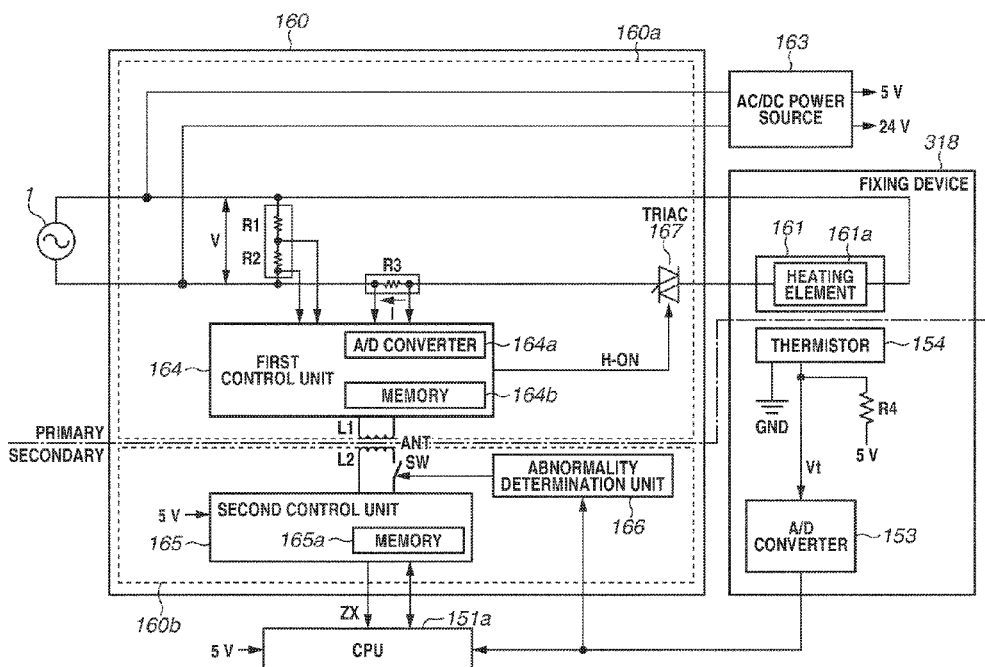 160
160a
163
AC/DC POWER
SOURCE
5 V
24 V
318
FIXING DEVICE
1
V
R1
R2
R3
I
TRIAC
167
161
161a
HEATING
ELEMENT
164
FIRST
CONTROL UNIT
A/D CONVERTER
164a
MEMORY
164b
H-ON
THERMISTOR
154
GND
R4
5 V
Vt
PRIMARY
SECONDARY
L1
ANT
L2
SW
ABNORMALITY
DETERMINATION UNIT
166
5 V
SECOND CONTROL UNIT
165
165a
MEMORY
A/D
CONVERTER
153
160b
ZX
151a
5 V
CPU